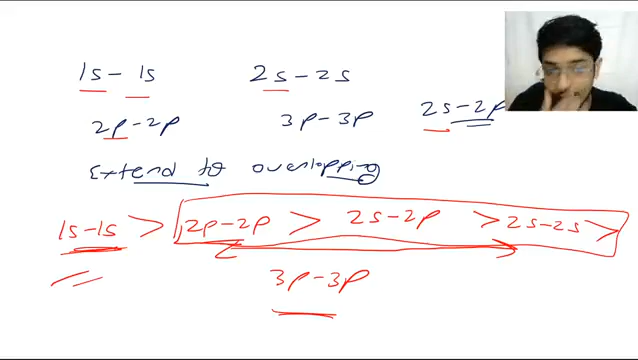 1s - 1s 2s - 2s
2p - 2p 3p - 3p 2s - 2p
Extend to overlapping
1s - 1s > 2p - 2p > 2s - 2p > 2s - 2s >
3p - 3p